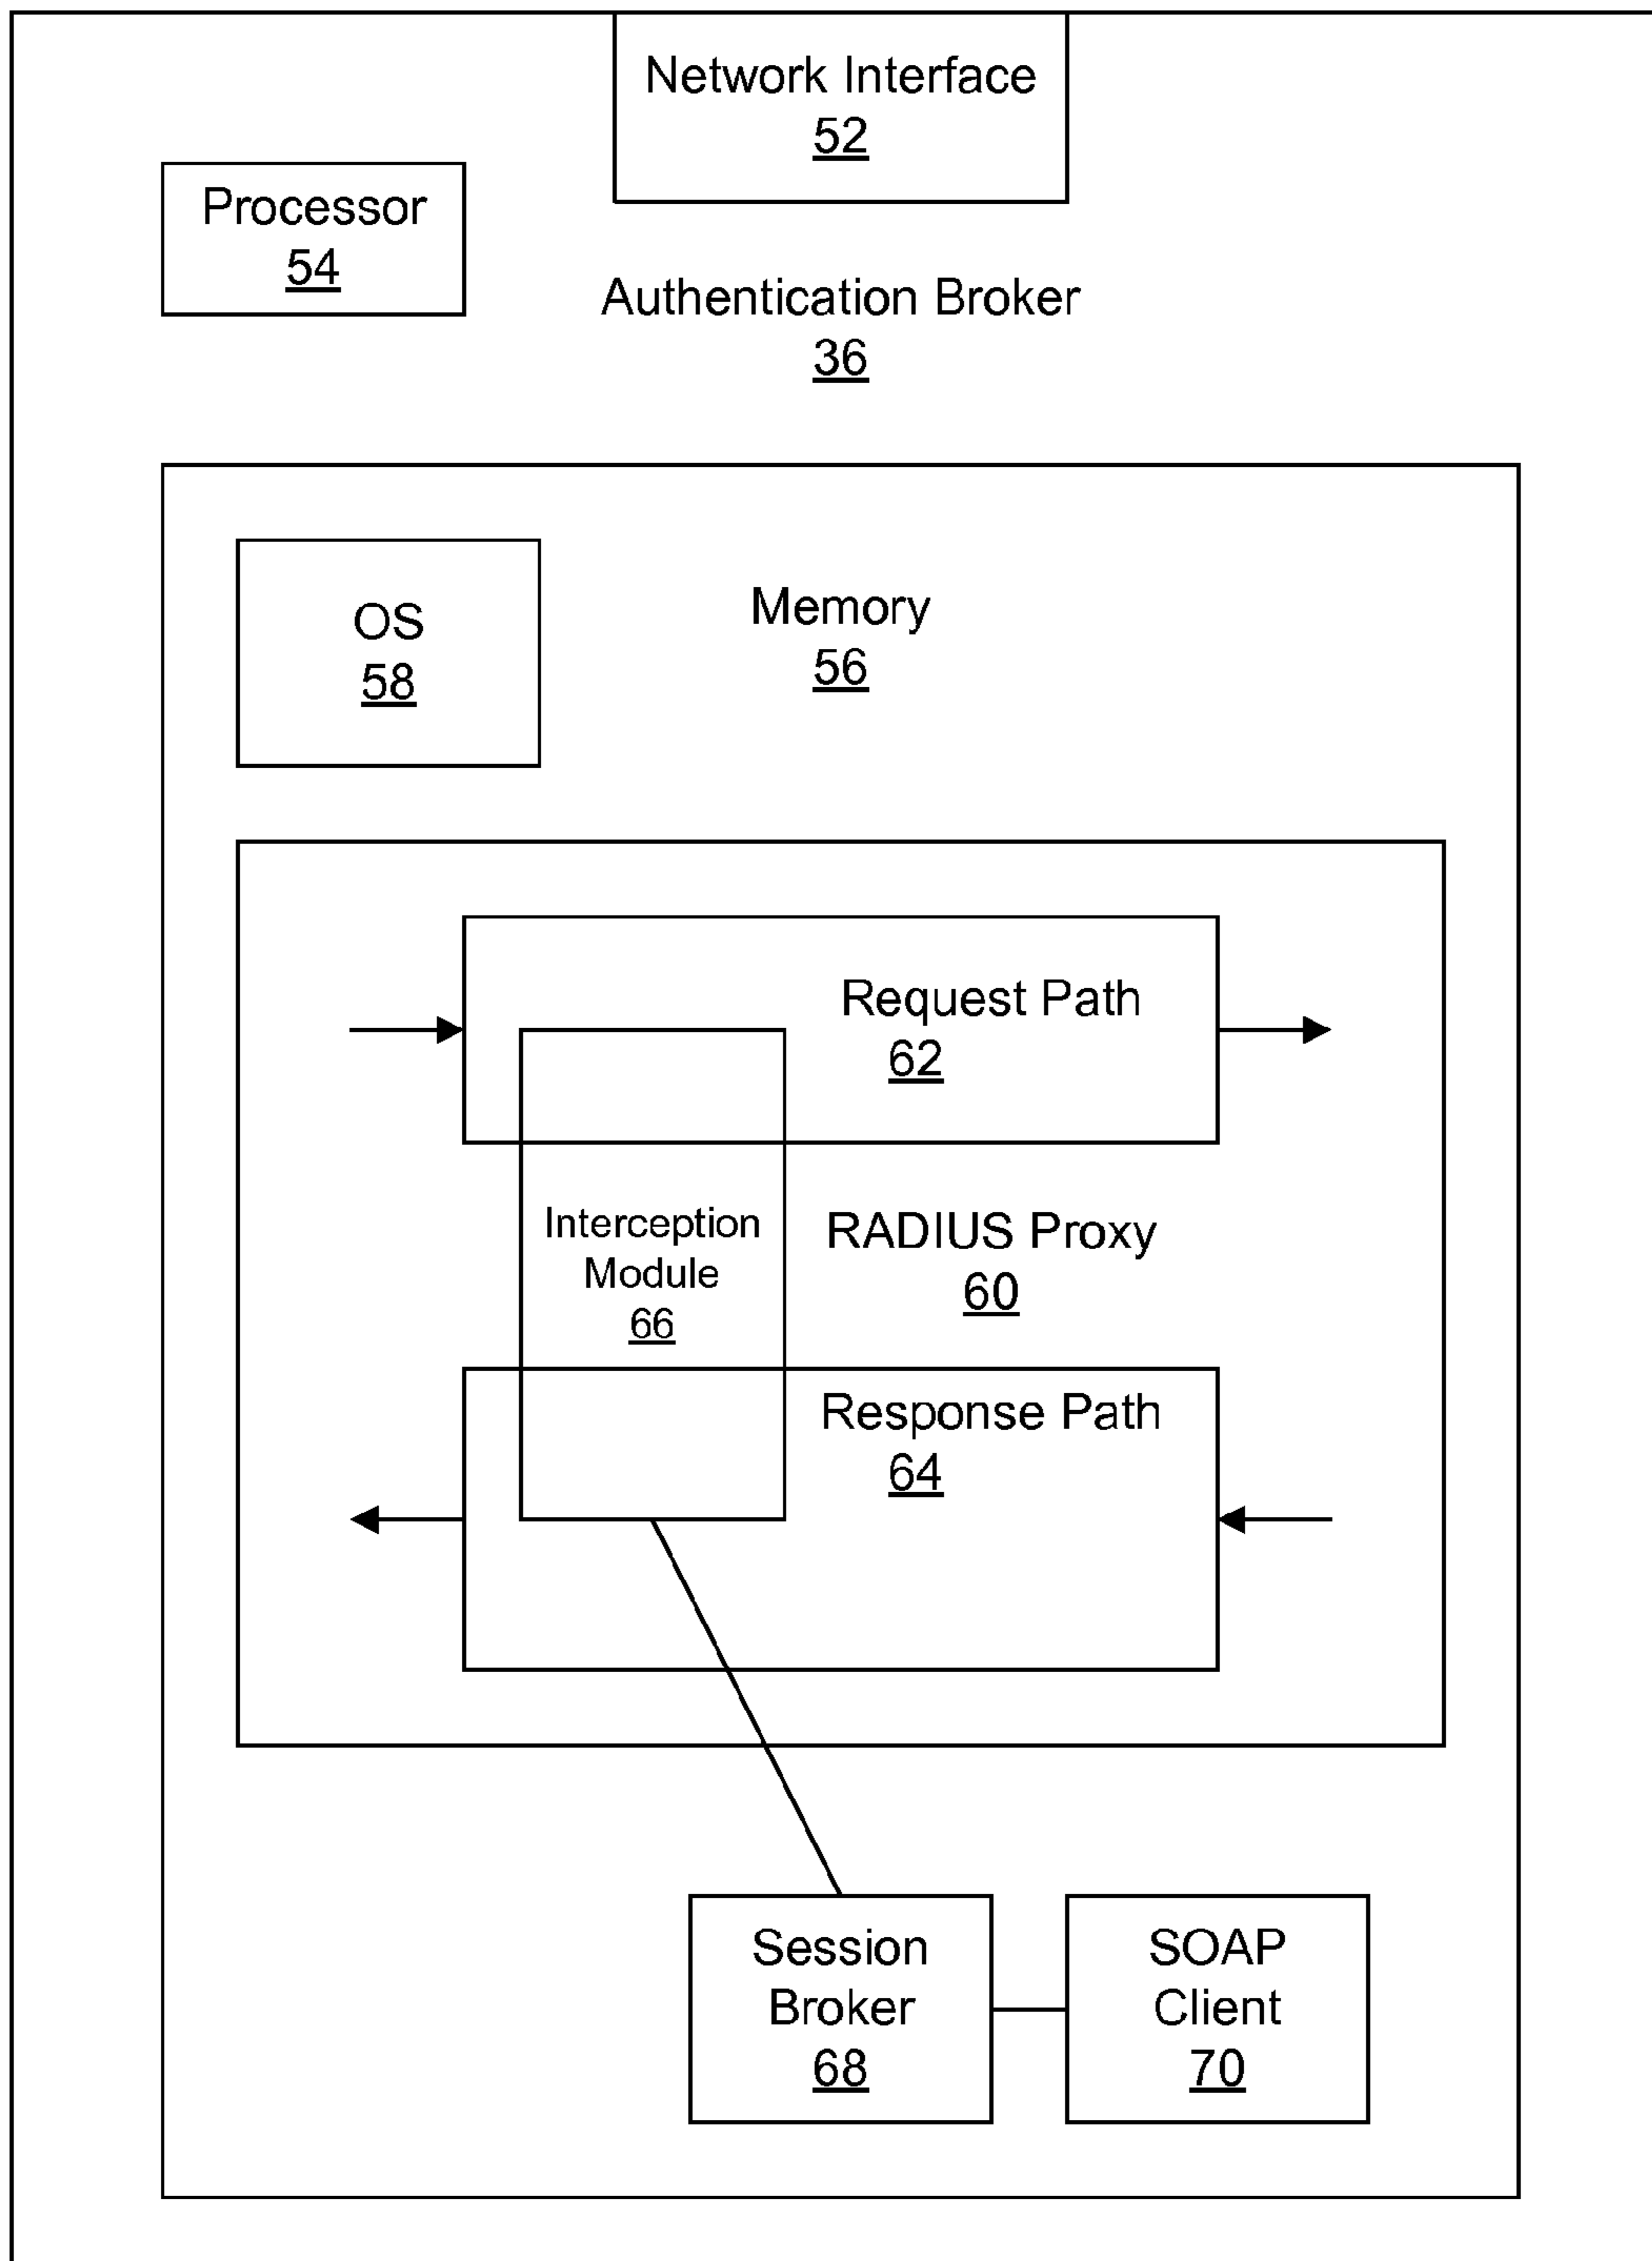 Network Interface
52
Processor
54
Authentication Broker
36
OS
58
Memory
56
Request Path
62
Interception
Module
66
RADIUS Proxy
60
Response Path
64
Session
Broker
68
SOAP
Client
70